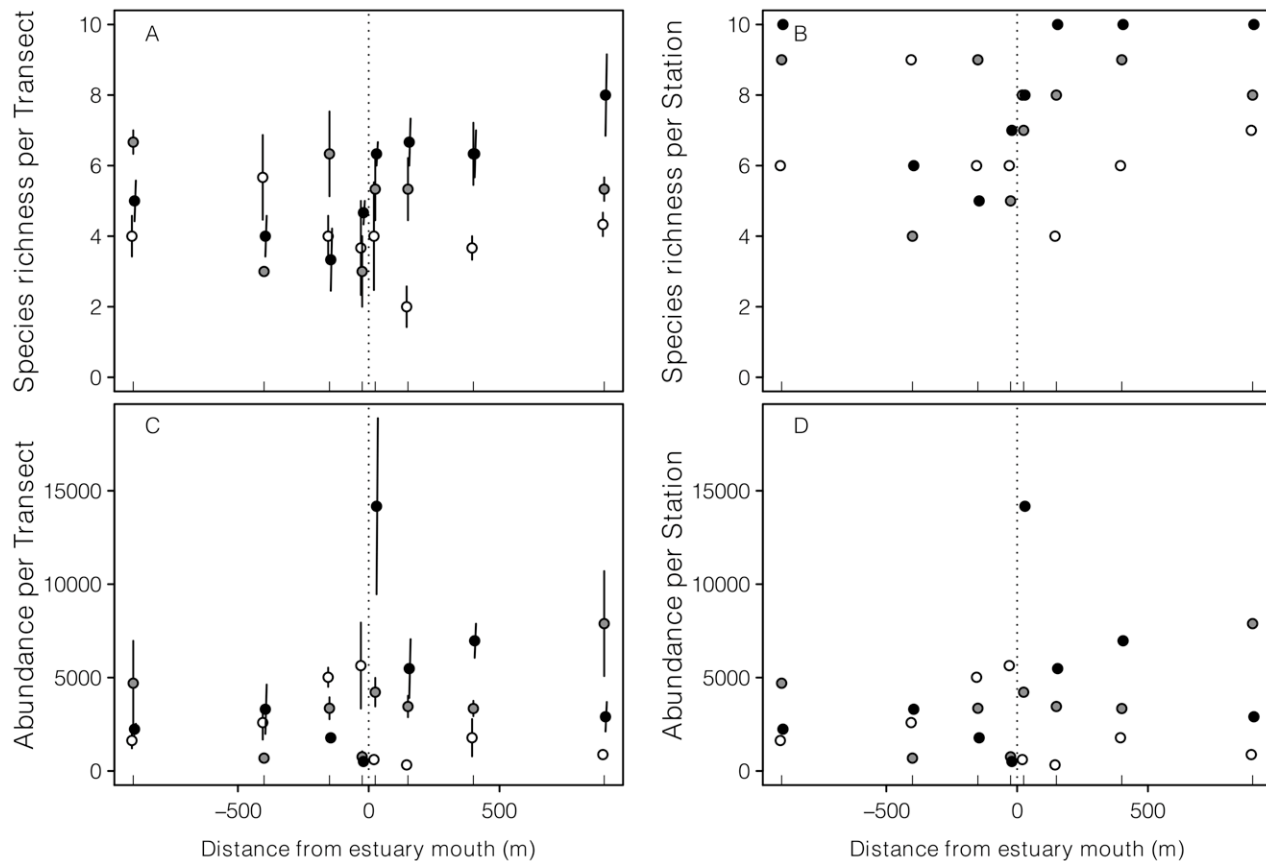 A
B
Species richness per Transect
10
8
6
4
2
0
Species richness per Station
10
8
6
4
2
0
C
D
Abundance per Transect
15000
10000
5000
0
Abundance per Station
15000
10000
5000
0
−500 0 500
−500 0 500
Distance from estuary mouth (m)
Distance from estuary mouth (m)